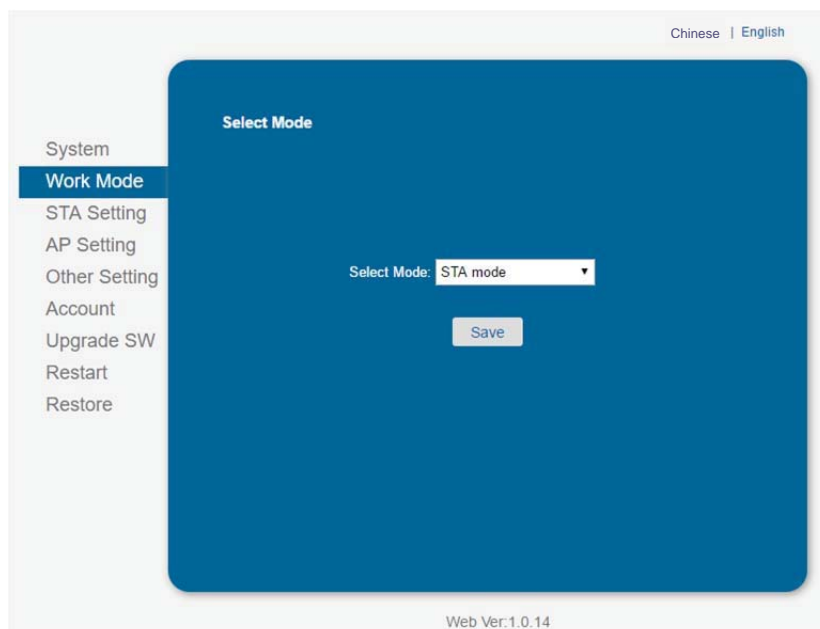 Chinese | English
Select Mode
System
Work Mode
STA Setting
AP Setting
Other Setting
Account
Upgrade SW
Restart
Restore
Select Mode: STA mode
Save
Web Ver:1.0.14